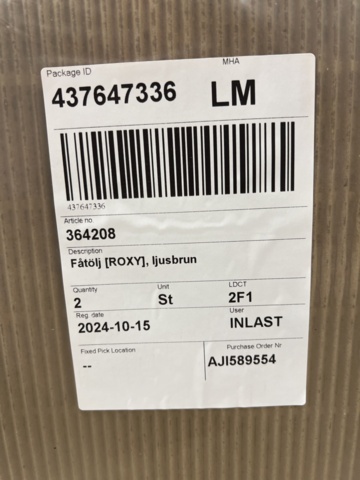 Package ID MHA
437647336 LM
437647336
Article no.
364208
Description
Fåtölj [ROXY], ljusbrun
Quantity Unit LDCT
2 St 2F1
Reg. date User
2024-10-15 INLAST
Fixed Pick Location Purchase Order Nr
-- AJI589554